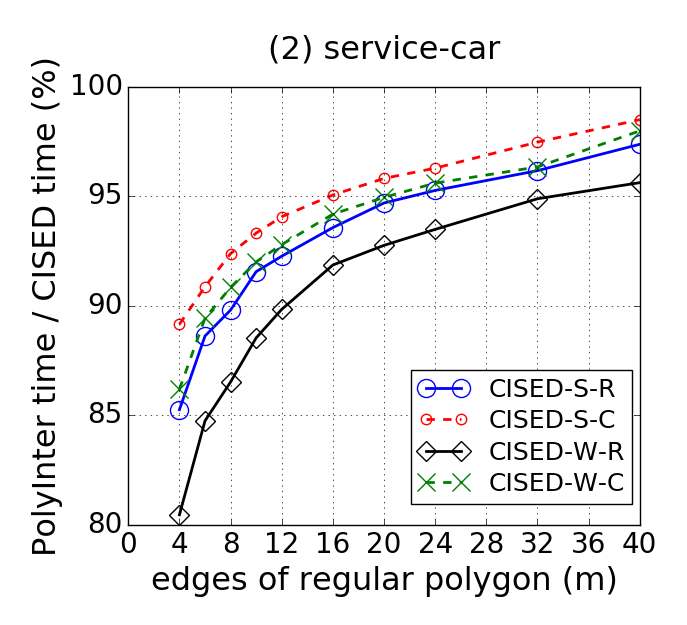 (2) service-car
PolyInter time / CISED time (%)
100
95
90
85
80
0 4 8 12 16 20 24 28 32 36 40
edges of regular polygon (m)
CISED-S-R
CISED-S-C
CISED-W-R
CISED-W-C